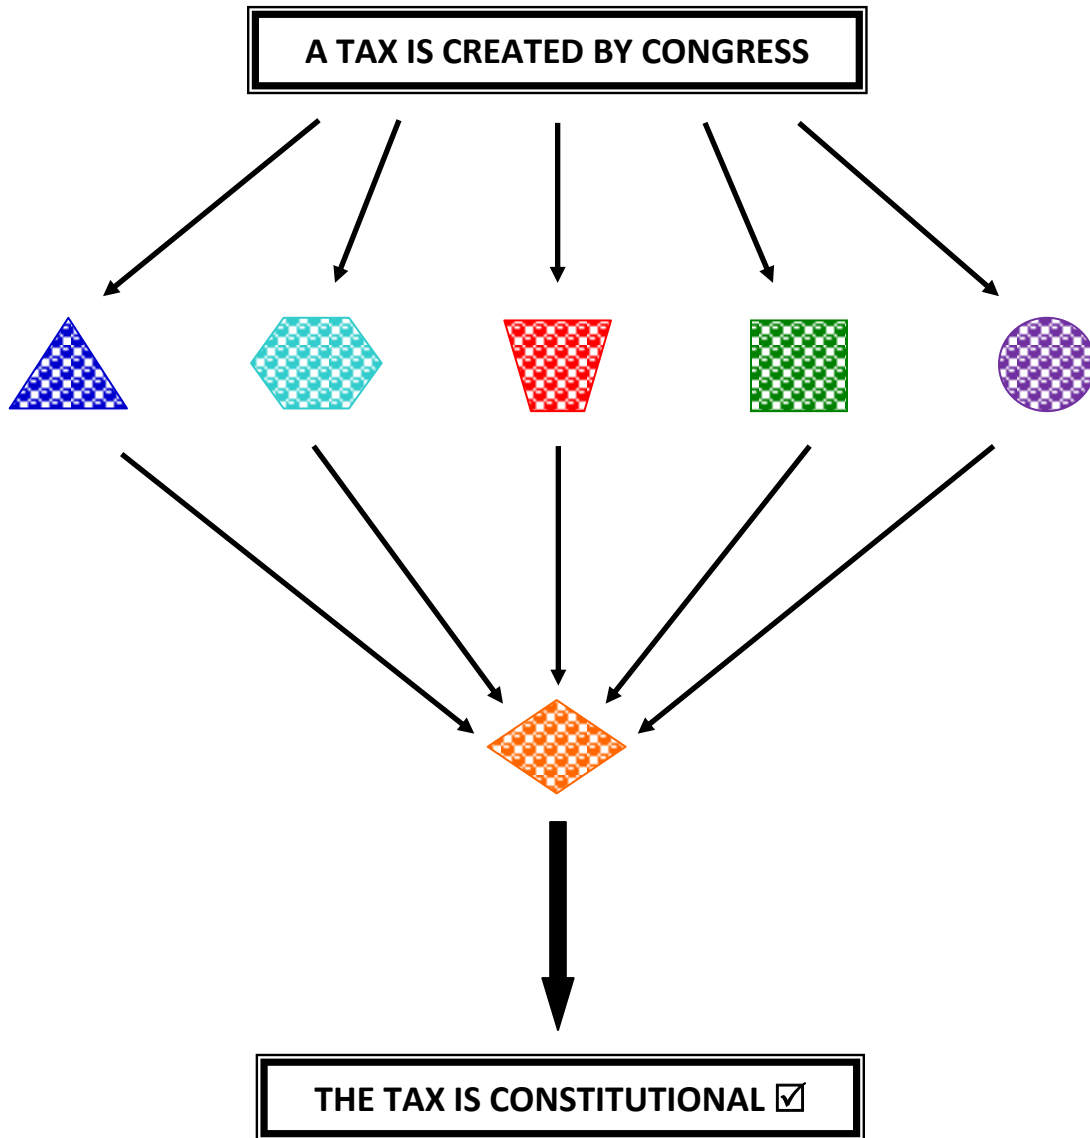 A TAX IS CREATED BY CONGRESS
THE TAX IS CONSTITUTIONAL ☑